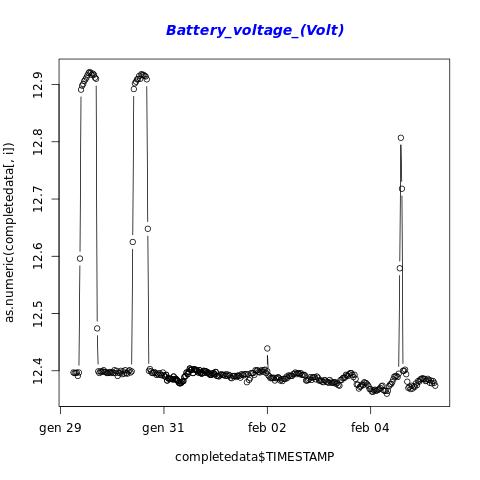 Battery_voltage_(Volt)
as.numeric(completedata[, i])
12.9
12.8
12.7
12.6
12.5
12.4
gen 29
gen 31
feb 02
feb 04
completedata$TIMESTAMP